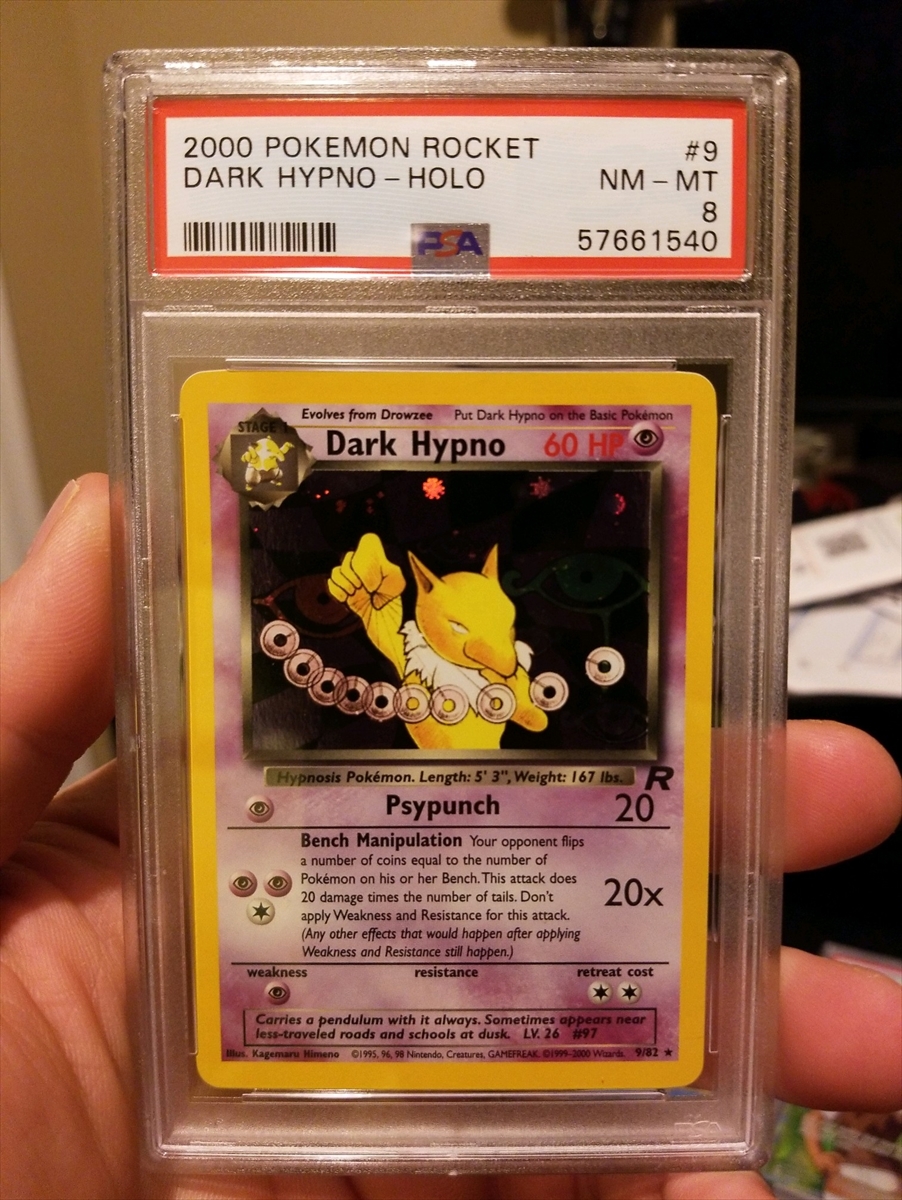 2000 POKEMON ROCKET #9
DARK HYPNO – HOLO NM – MT
8
PSA 57661540
Evolves from Drowzee Put Dark Hypno on the Basic Pokémon
STAGE 1
Dark Hypno 60 HP
Hypnosis Pokémon. Length: 5' 3", Weight: 167 lbs.
R
Psypunch 20
Bench Manipulation Your opponent flips
a number of coins equal to the number of
Pokémon on his or her Bench. This attack does
20 damage times the number of tails. Don't
apply Weakness and Resistance for this attack.
(Any other effects that would happen after applying
Weakness and Resistance still happen.)
20x
weakness resistance retreat cost
Carries a pendulum with it always. Sometimes appears near
less-traveled roads and schools at dusk. LV. 26 #97
Illus. Kagemaru Himeno ©1995, 96, 98 Nintendo, Creatures, GAMEFREAK. ©1999-2000 Wizards. 9/82 ★
PSA